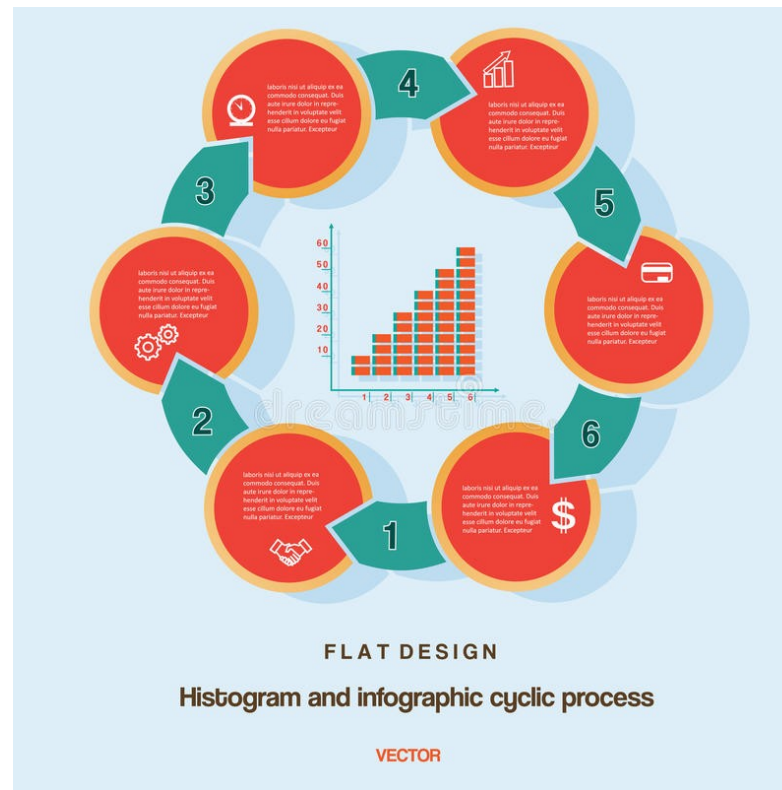 4
laboris nisi ut aliquip ex ea
commodo consequat. Duis
aute irure dolor in repre-
henderit in voluptate velit
esse cillum dolore eu fugiat
nulla pariatur. Excepteur
laboris nisi ut aliquip ex ea
commodo consequat. Duis
aute irure dolor in repre-
henderit in voluptate velit
esse cillum dolore eu fugiat
nulla pariatur. Excepteur
3
5
laboris nisi ut aliquip ex ea
commodo consequat. Duis
aute irure dolor in repre-
henderit in voluptate velit
esse cillum dolore eu fugiat
nulla pariatur. Excepteur
60
50
40
30
20
10
1 2 3 4 5 6
laboris nisi ut aliquip ex ea
commodo consequat. Duis
aute irure dolor in repre-
henderit in voluptate velit
esse cillum dolore eu fugiat
nulla pariatur. Excepteur
dreamstime.
2
6
laboris nisi ut aliquip ex ea
commodo consequat. Duis
aute irure dolor in repre-
henderit in voluptate velit
esse cillum dolore eu fugiat
nulla pariatur. Excepteur
1
laboris nisi ut aliquip ex ea
commodo consequat. Duis
aute irure dolor in repre-
henderit in voluptate velit
esse cillum dolore eu fugiat
nulla pariatur. Excepteur
$
FLAT DESIGN
Histogram and infographic cyclic process
VECTOR